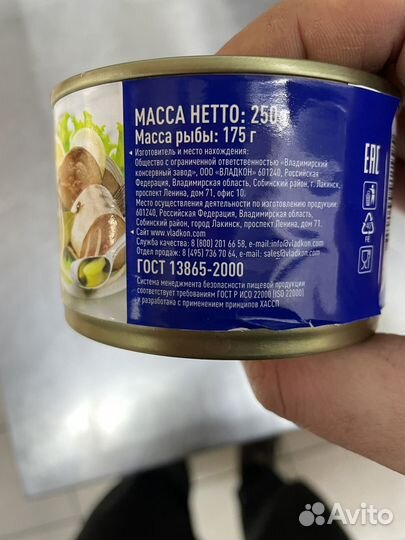 МАССА НЕТТО: 250
Масса рыбы: 175 г
Изготовитель и место нахождения:
Общество с ограниченной ответственностью «Владимирский
консервный завод», ООО «ВЛАДКОН» 601240, Российская
Федерация, Владимирская область, Собинский район, г. Лакинск,
проспект Ленина, дом 71, офис 10.
Место осуществления деятельности по изготовлению продукции:
601240, Российская Федерация, Владимирская область,
Собинский район, город Лакинск, проспект Ленина, дом 71.
Сайт www.vladkon.com
Служба качества: 8 (800) 201 66 58, e-mail: info@vladkon.com
Отдел продаж: 8 (495) 736 70 64, e-mail: sales@vladkon.com
ГОСТ 13865-2000
Система менеджмента безопасности пищевой продукции
соответствует требованиям ГОСТ Р ИСО 22000 (ISO 22000)
и разработана с применением принципов ХАССП
EAC
40
FE
Avito